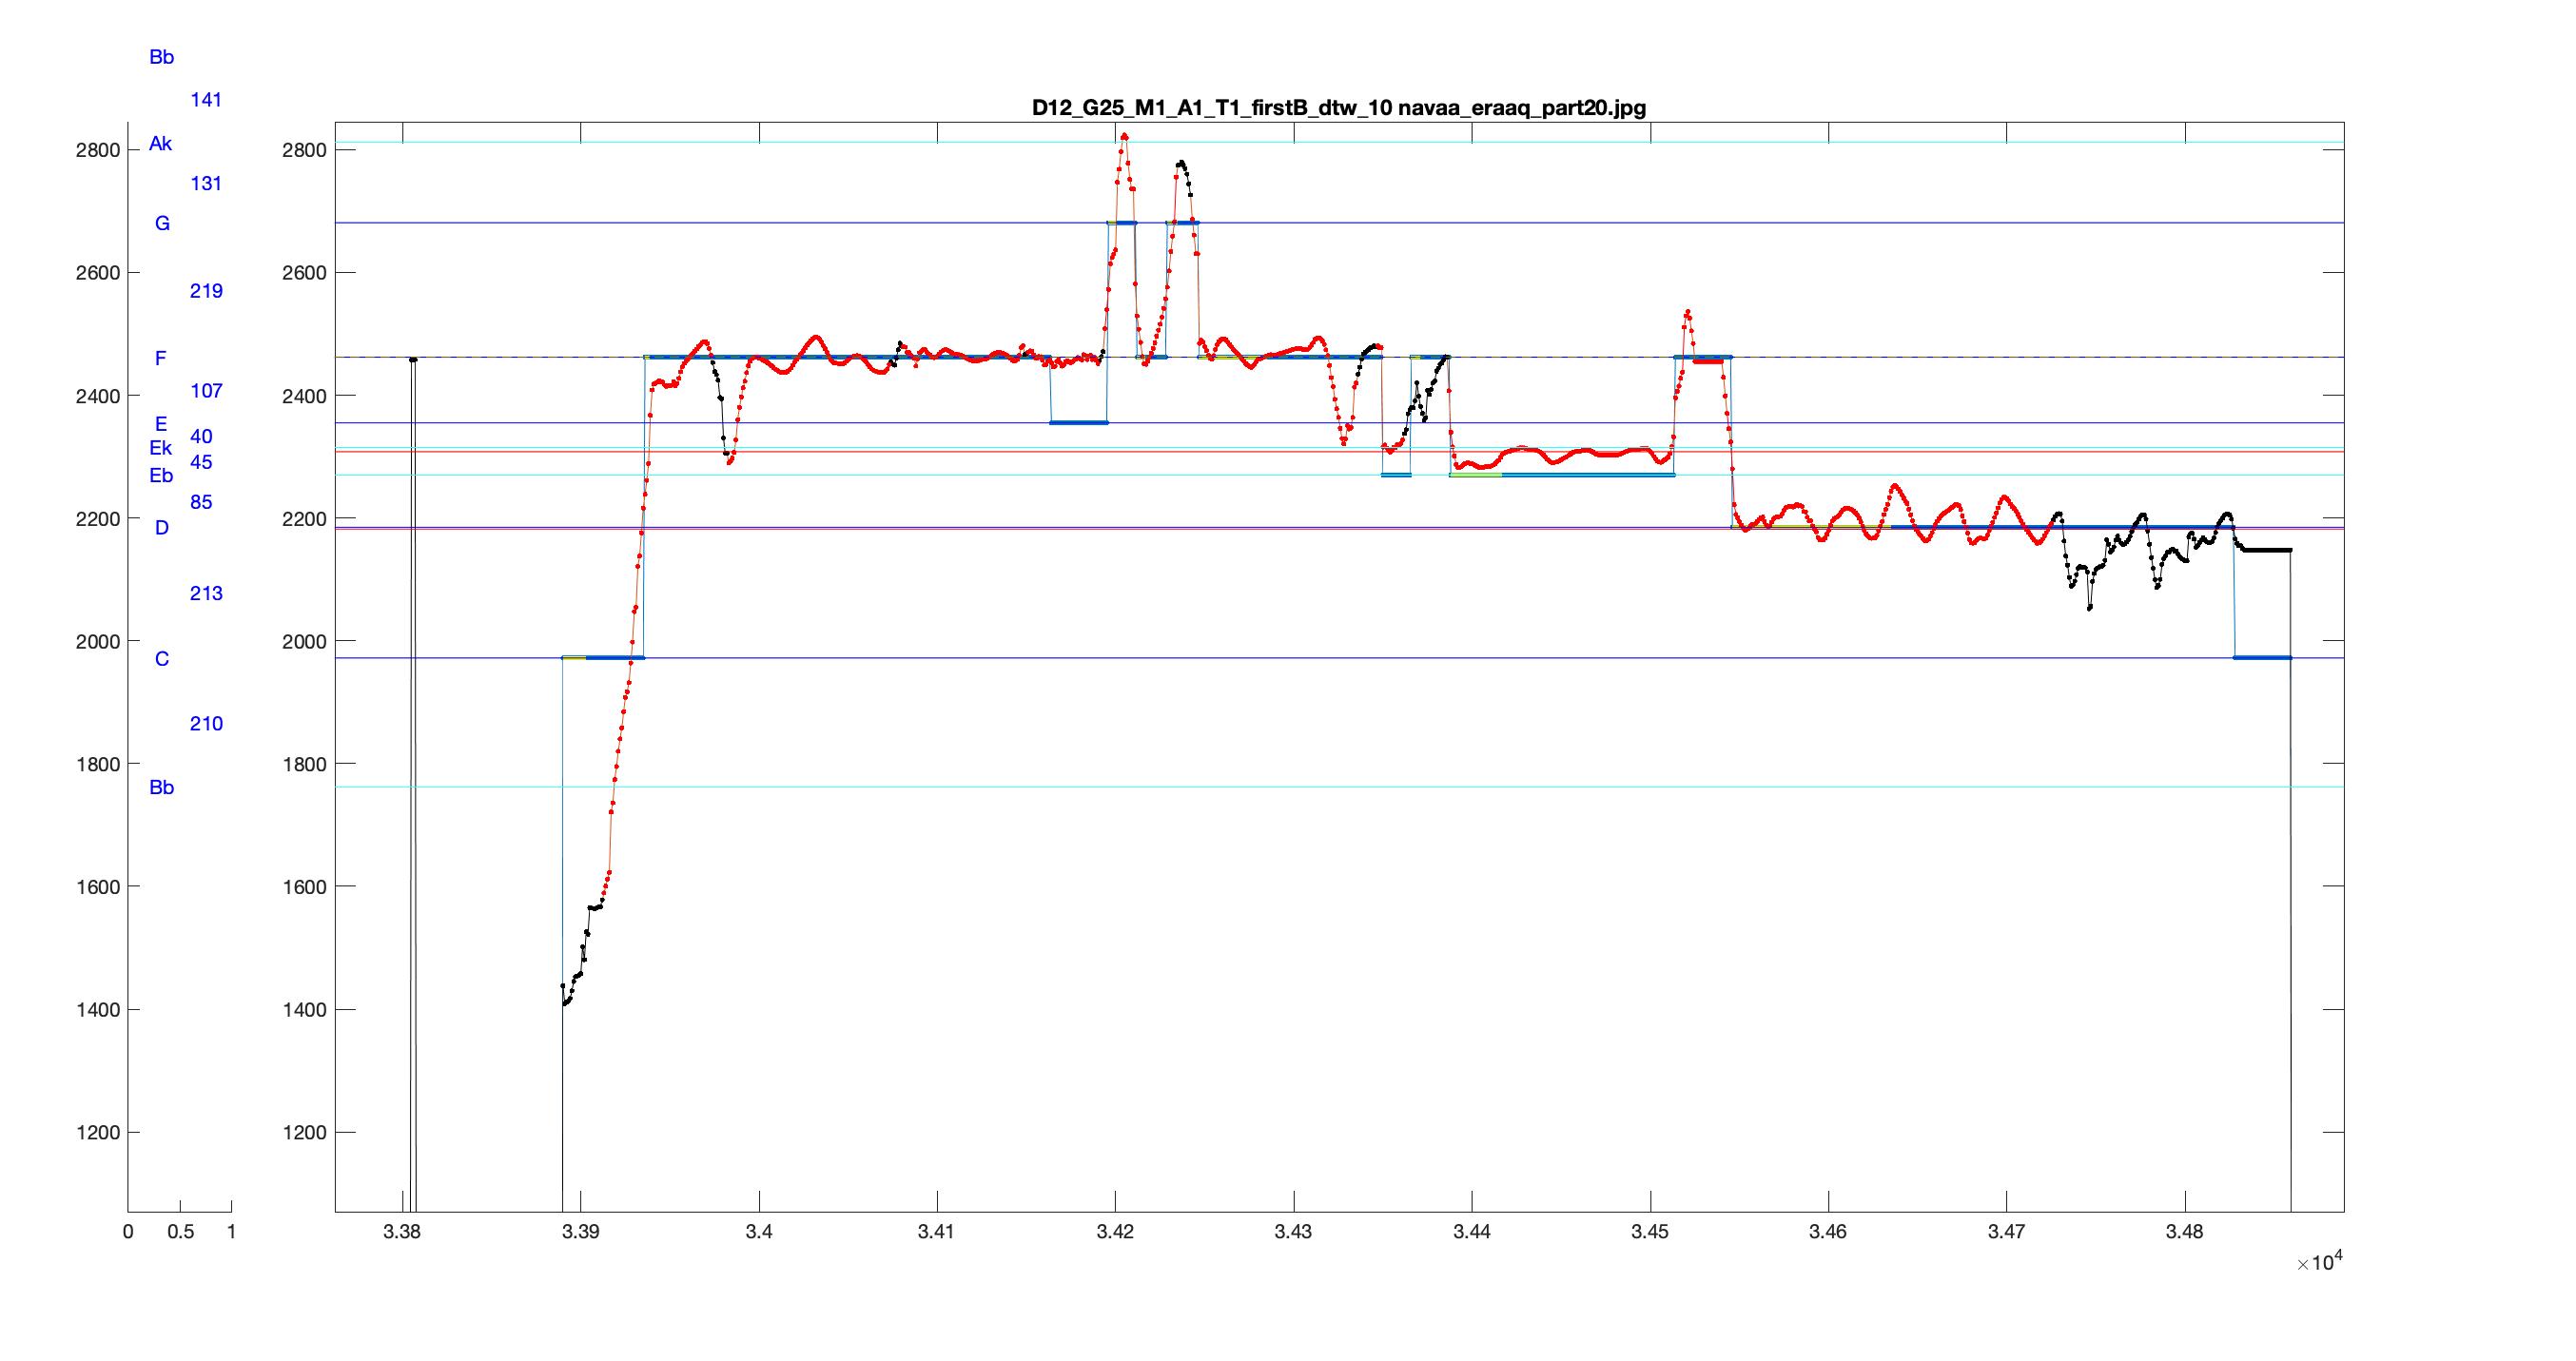 Bb
141
D12_G25_M1_A1_T1_firstB_dtw_10 navaa_eraaq_part20.jpg
2800 Ak 2800
131
G
2600 2600
219
F
2400 107 2400
E
40
Ek
45
Eb
85
2200 D 2200
213
2000 2000
C
210
1800 Bb 1800
1600 1600
1400 1400
1200 1200
0 0.5 1 3.38 3.39 3.4 3.41 3.42 3.43 3.44 3.45 3.46 3.47 3.48
×10^4